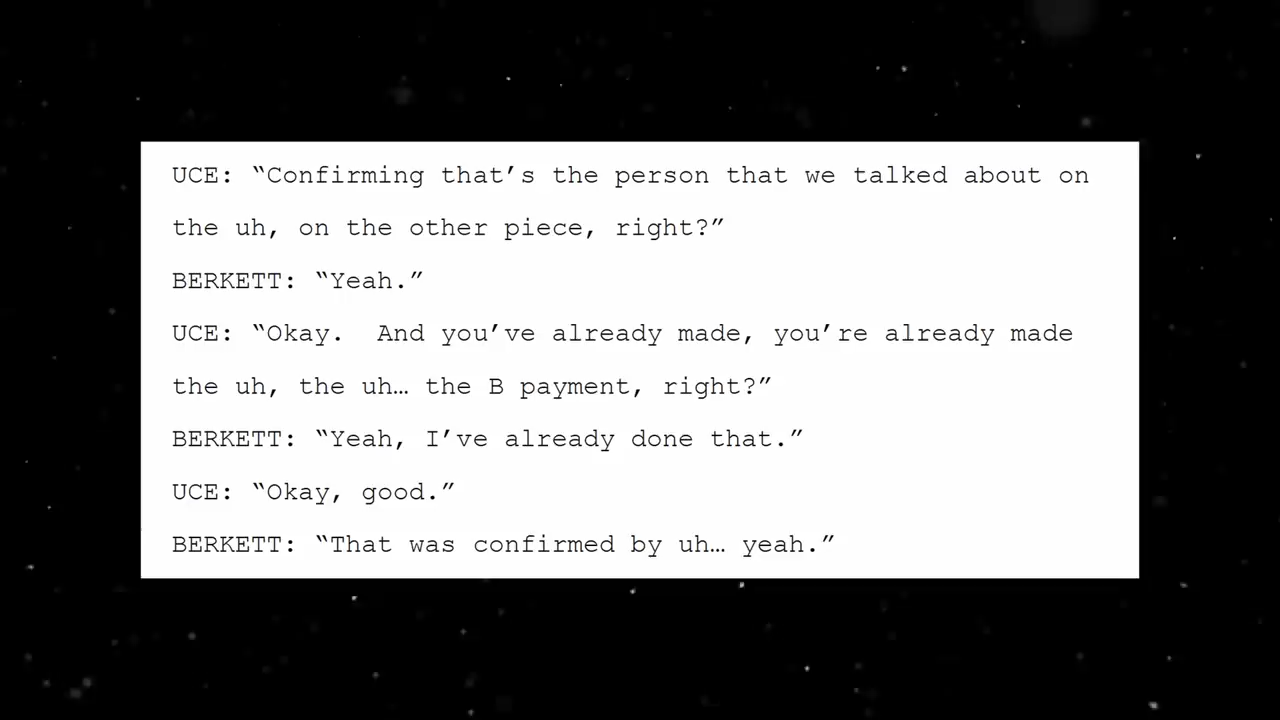 UCE: “Confirming that’s the person that we talked about on
the uh, on the other piece, right?”
BERKETT: “Yeah.”
UCE: “Okay.  And you’ve already made, you’re already made
the uh, the uh… the B payment, right?”
BERKETT: “Yeah, I’ve already done that.”
UCE: “Okay, good.”
BERKETT: “That was confirmed by uh… yeah.”